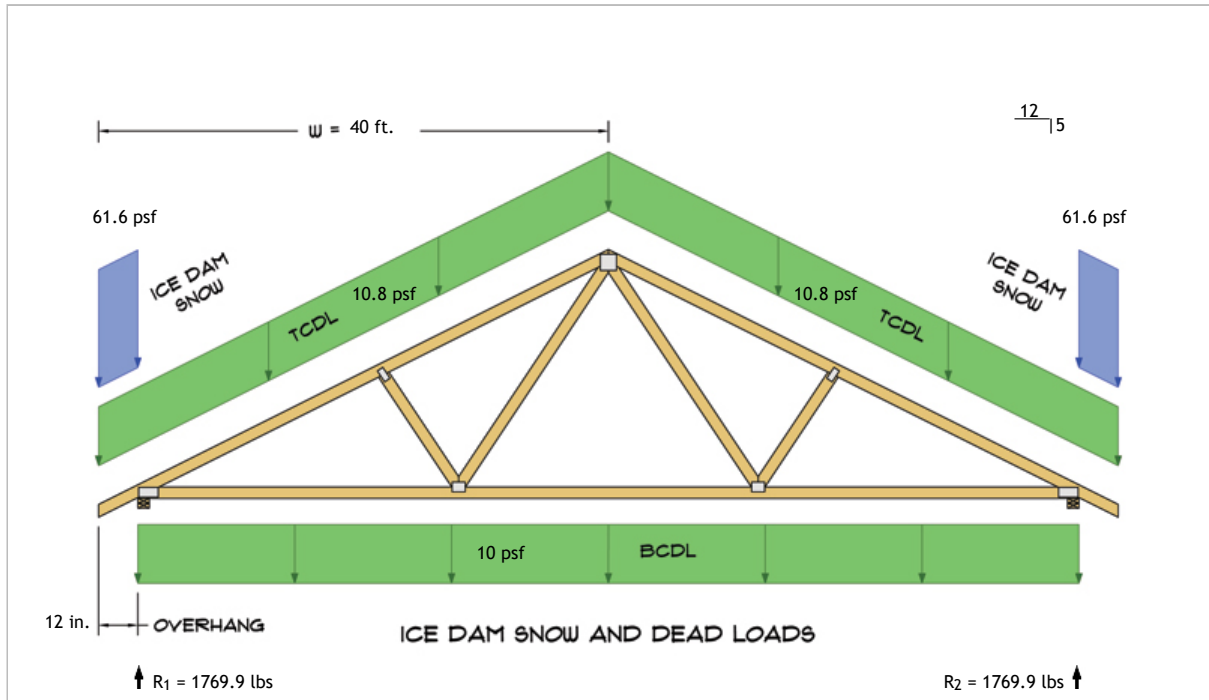 W = 40 ft.
12
5
61.6 psf
61.6 psf
ICE DAM
SNOW
ICE DAM
SNOW
10.8 psf
10.8 psf
TCDL
TCDL
10 psf
BCDL
12 in.
OVERHANG
ICE DAM SNOW AND DEAD LOADS
R₁ = 1769.9 lbs
R₂ = 1769.9 lbs